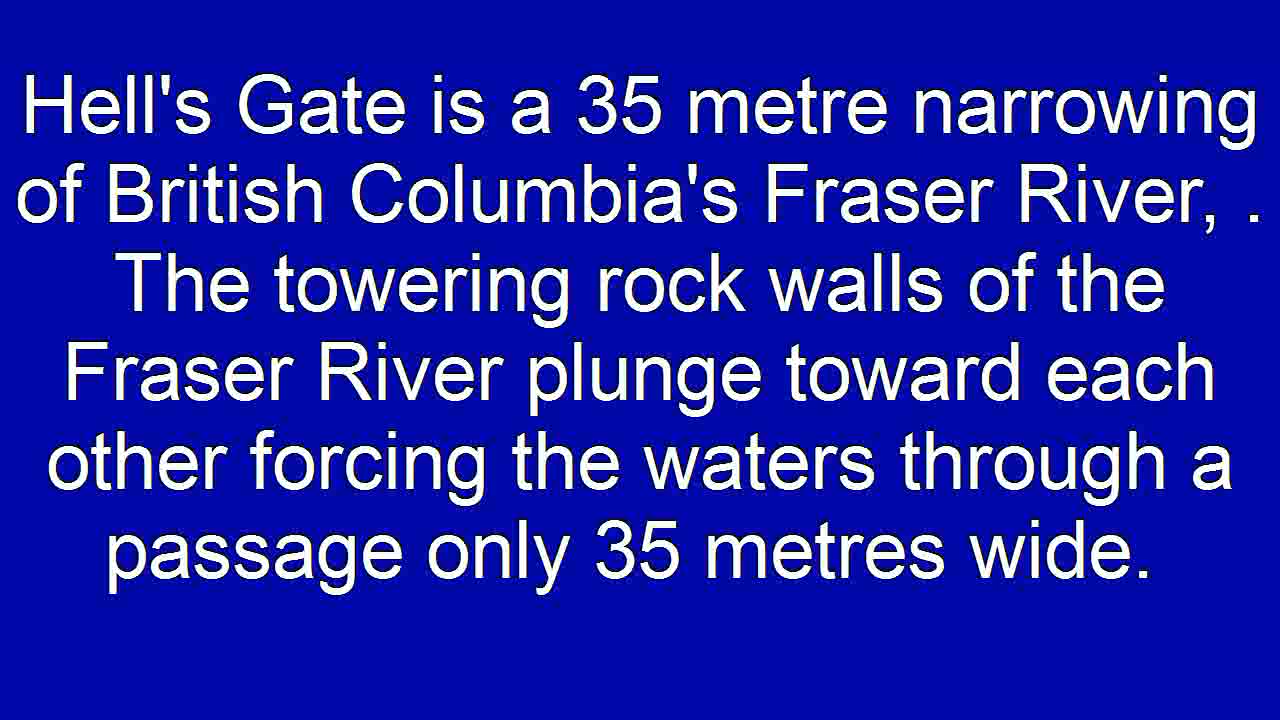 Hell's Gate is a 35 metre narrowing
of British Columbia's Fraser River, .
The towering rock walls of the
Fraser River plunge toward each
other forcing the waters through a
passage only 35 metres wide.